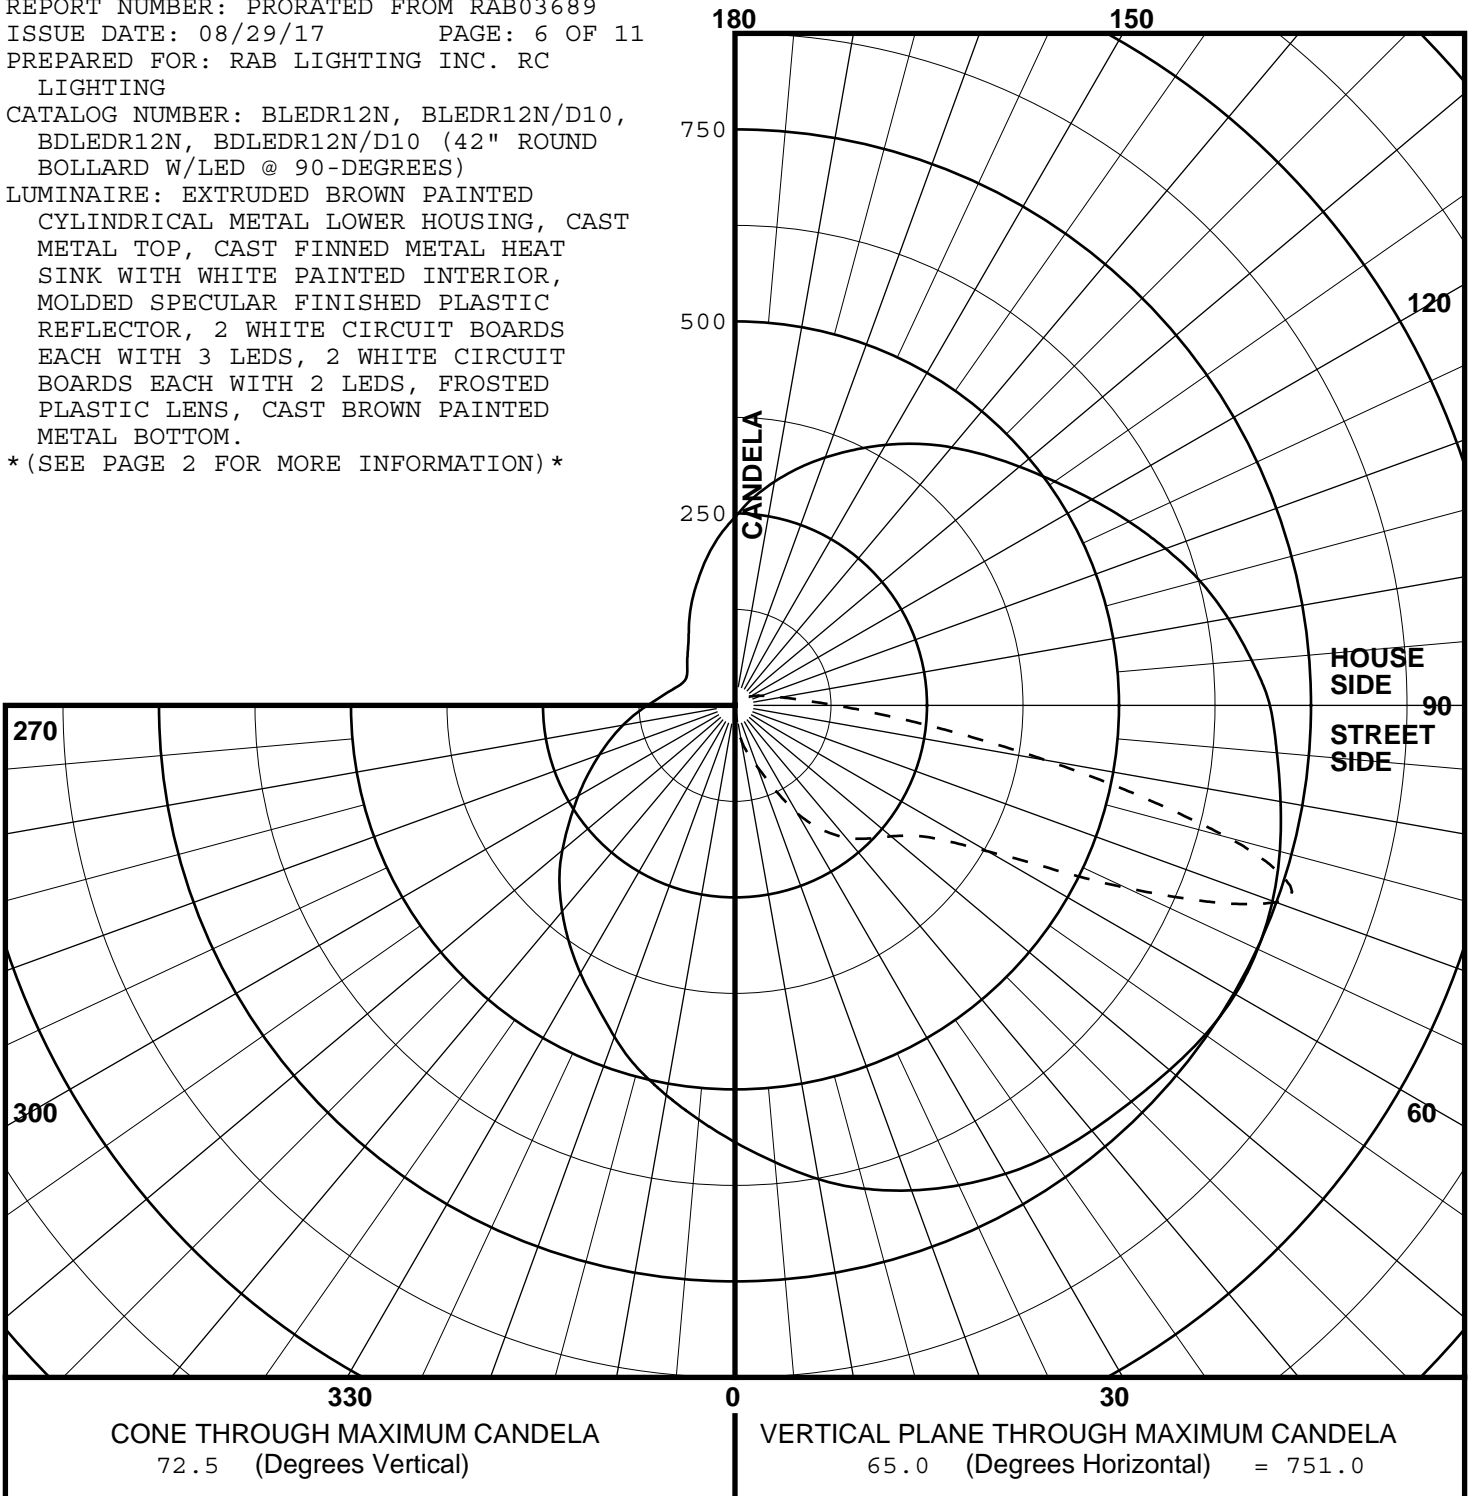 REPORT NUMBER: PRORATED FROM RAB03689
ISSUE DATE: 08/29/17 PAGE: 6 OF 11
PREPARED FOR: RAB LIGHTING INC. RC
LIGHTING
CATALOG NUMBER: BLEDR12N, BLEDR12N/D10,
BDLEDR12N, BDLEDR12N/D10 (42" ROUND
BOLLARD W/LED @ 90-DEGREES)
LUMINAIRE: EXTRUDED BROWN PAINTED
CYLINDRICAL METAL LOWER HOUSING, CAST
METAL TOP, CAST FINNED METAL HEAT
SINK WITH WHITE PAINTED INTERIOR,
MOLDED SPECULAR FINISHED PLASTIC
REFLECTOR, 2 WHITE CIRCUIT BOARDS
EACH WITH 3 LEDS, 2 WHITE CIRCUIT
BOARDS EACH WITH 2 LEDS, FROSTED
PLASTIC LENS, CAST BROWN PAINTED
METAL BOTTOM.
*(SEE PAGE 2 FOR MORE INFORMATION)*
180
150
750
120
500
CANDELA
250
HOUSE
SIDE
90
270
STREET
SIDE
300
60
330
0
30
CONE THROUGH MAXIMUM CANDELA
72.5 (Degrees Vertical)
VERTICAL PLANE THROUGH MAXIMUM CANDELA
65.0 (Degrees Horizontal) = 751.0